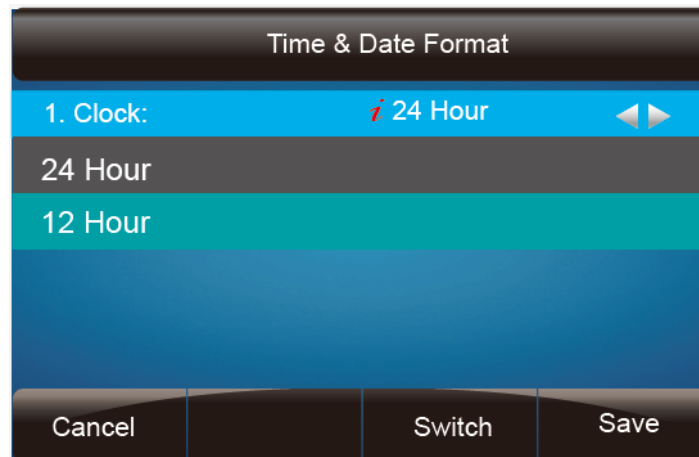 Time & Date Format
1. Clock: i 24 Hour
24 Hour
12 Hour
Cancel Switch Save